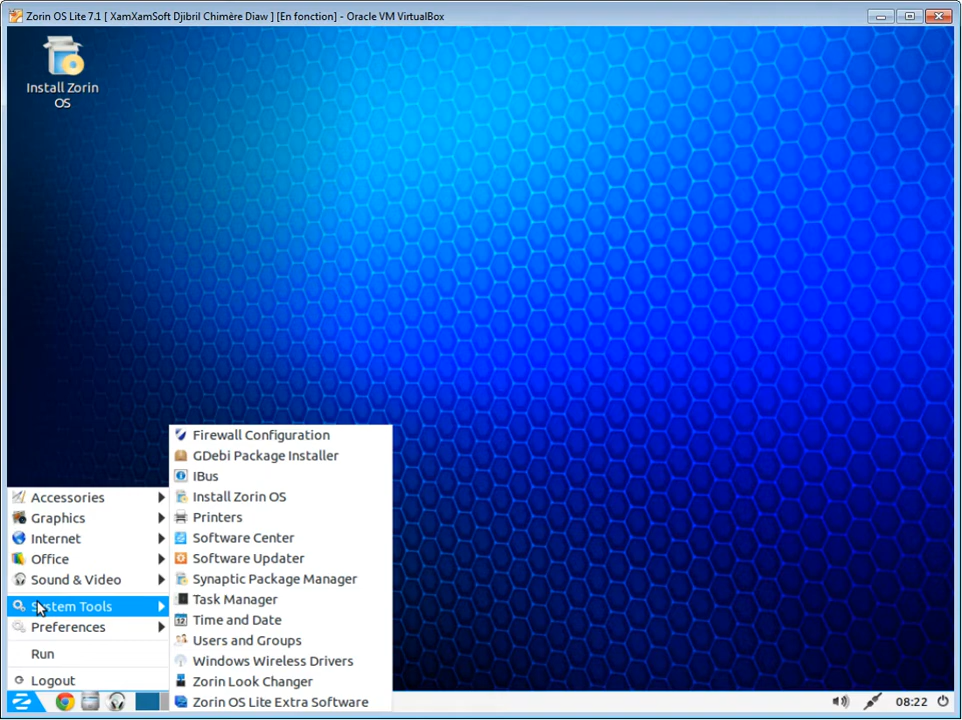 Zorin OS Lite 7.1 [ XamXamSoft Djibril Chimère Diaw ] [En fonction] - Oracle VM VirtualBox
Install Zorin
OS
Firewall Configuration
GDebi Package Installer
IBus
Install Zorin OS
Printers
Software Center
Software Updater
Synaptic Package Manager
Task Manager
Time and Date
Users and Groups
Windows Wireless Drivers
Zorin Look Changer
Zorin OS Lite Extra Software
Accessories
Graphics
Internet
Office
Sound & Video
System Tools
Preferences
Run
Logout
08:22